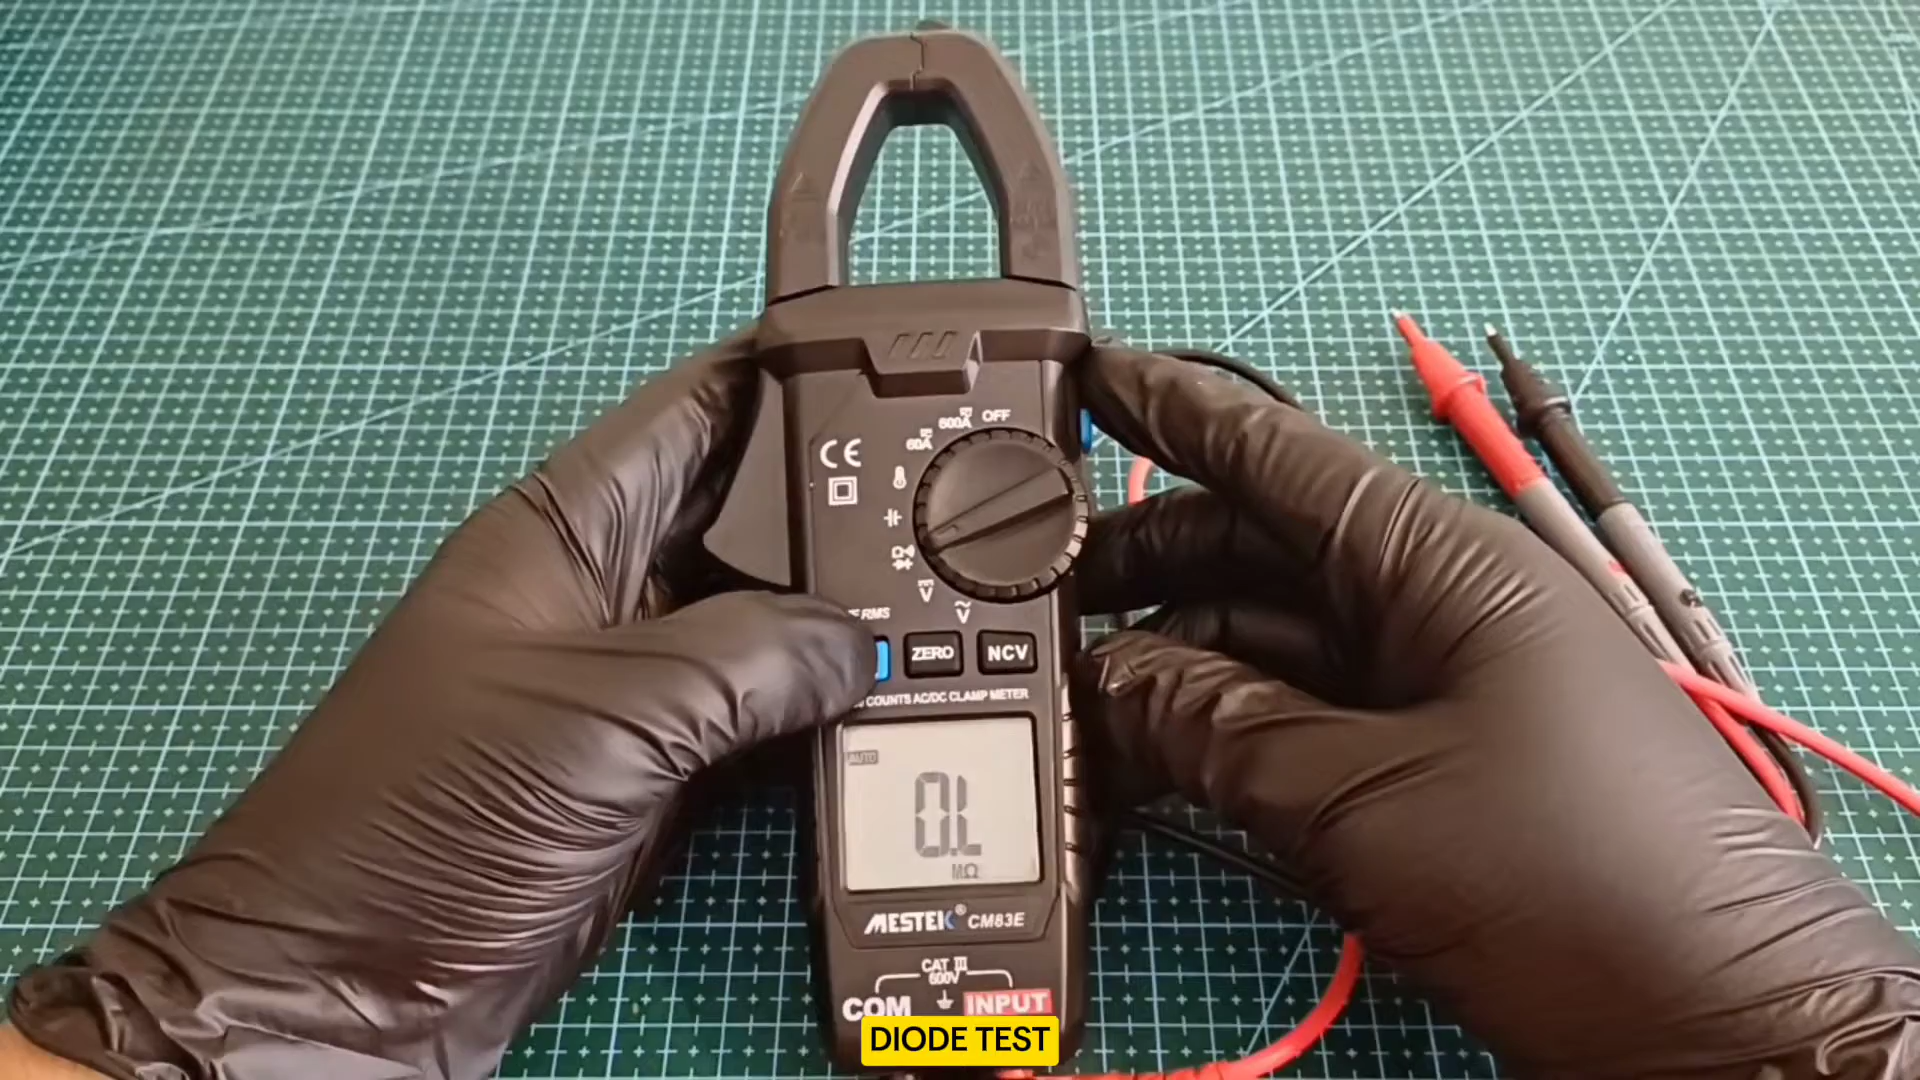 OFF
600A
60A
CE
Ω
V
V
RMS
ZERO
NCV
COUNTS AC/DC CLAMP METER
AUTO
0.L
MΩ
MESTEK® CM83E
CAT III
600V
COM
INPUT
DIODE TEST